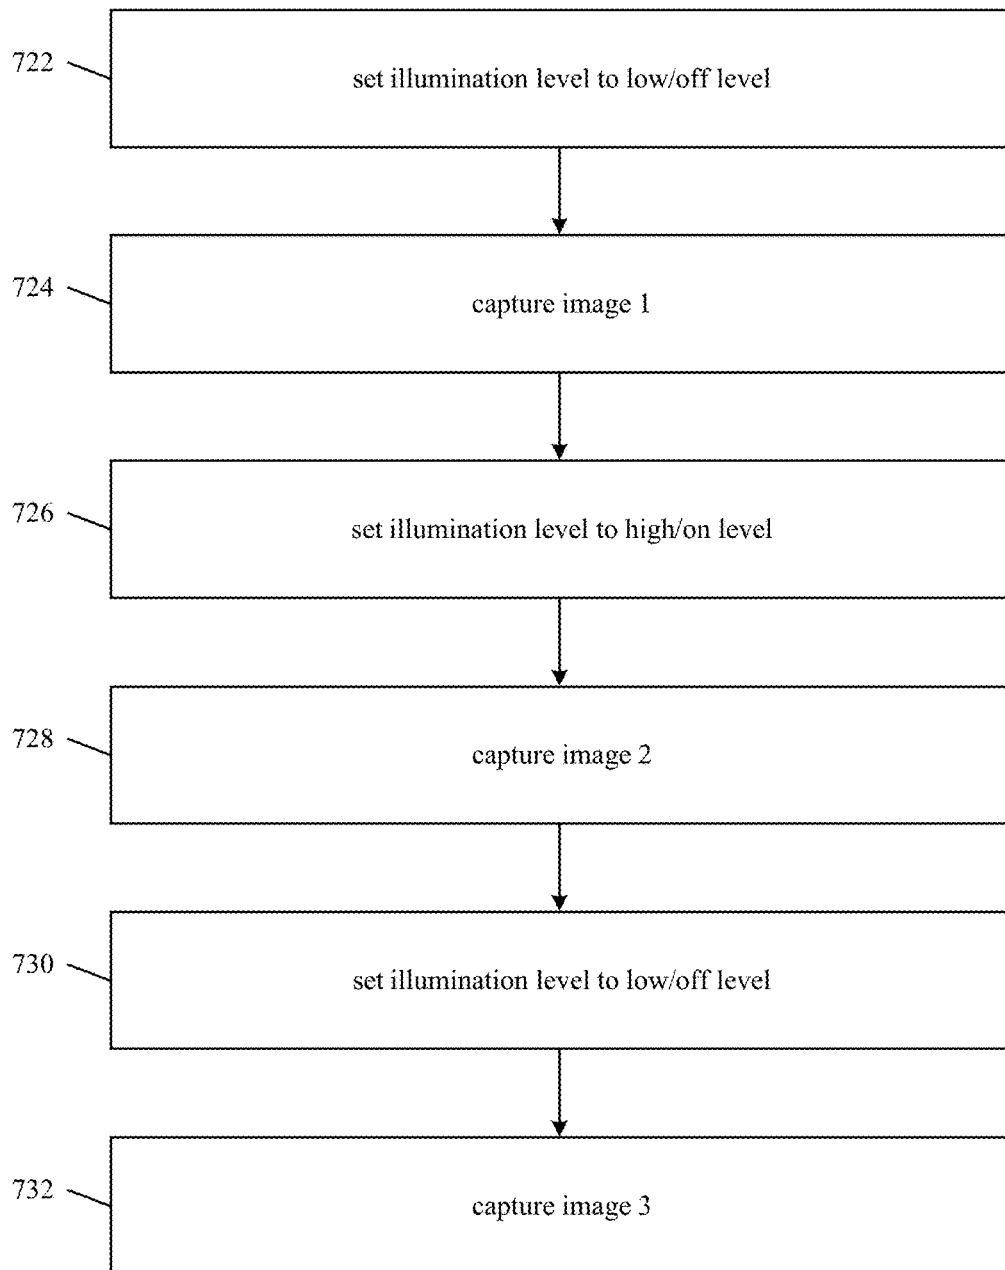 722
set illumination level to low/off level
724
capture image 1
726
set illumination level to high/on level
728
capture image 2
730
set illumination level to low/off level
732
capture image 3